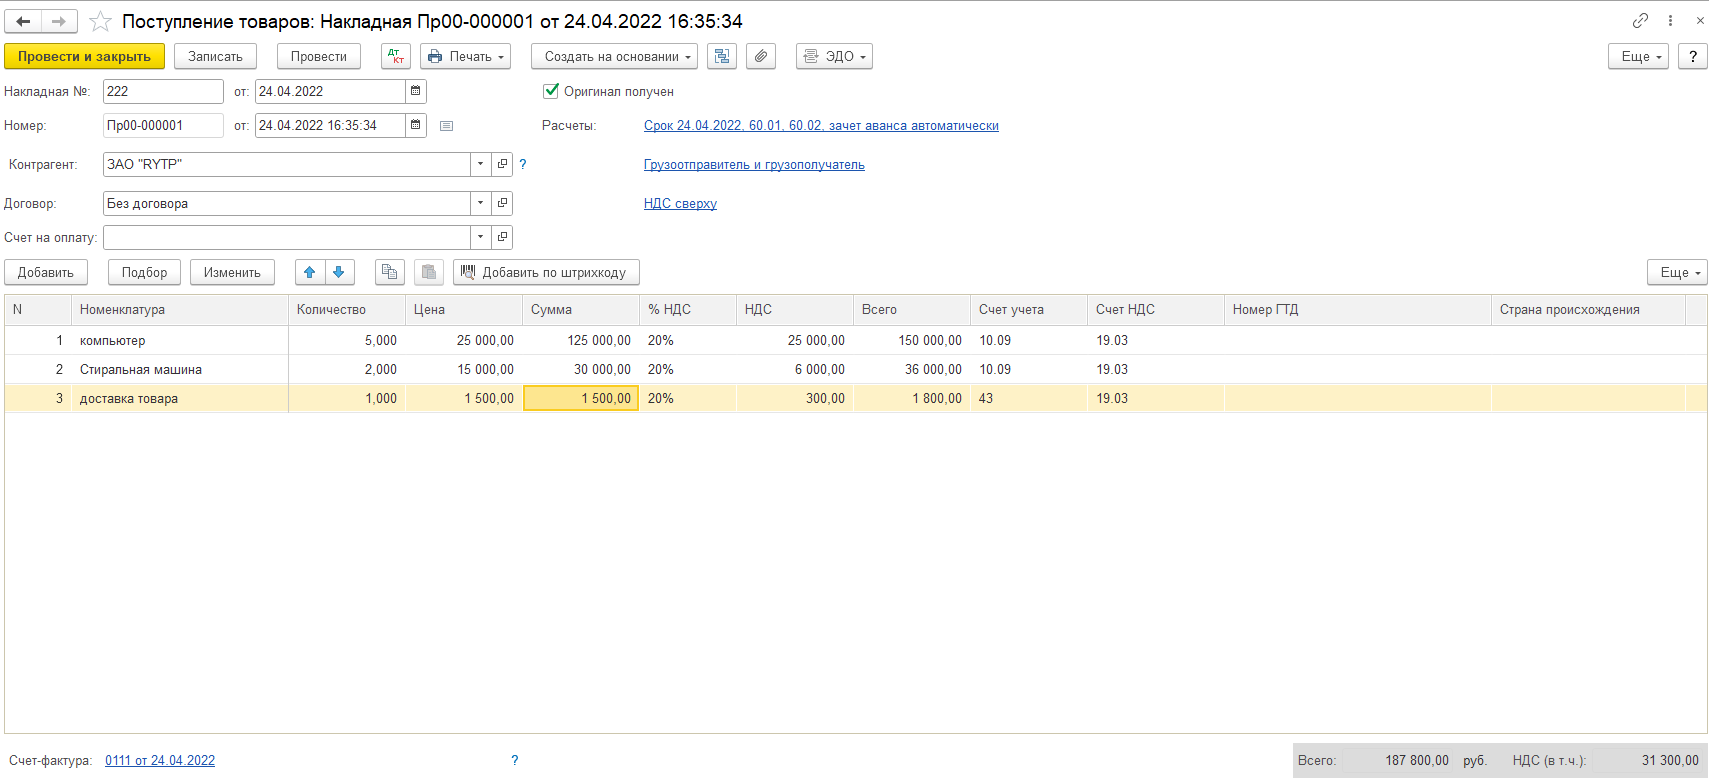 Поступление товаров: Накладная Пр00-000001 от 24.04.2022 16:35:34
Провести и закрыть Записать Провести Дт Кт Печать Создать на основании ЭДО Еще ?
Накладная №: 222 от: 24.04.2022 Оригинал получен
Номер: Пр00-000001 от: 24.04.2022 16:35:34 Расчеты: Срок 24.04.2022, 60.01, 60.02, зачет аванса автоматически
Контрагент: ЗАО "RYTP" ? Грузоотправитель и грузополучатель
Договор: Без договора НДС сверху
Счет на оплату:
Добавить Подбор Изменить Добавить по штрихкоду Еще
N Номенклатура Количество Цена Сумма % НДС НДС Всего Счет учета Счет НДС Номер ГТД Страна происхождения
1 компьютер 5,000 25 000,00 125 000,00 20% 25 000,00 150 000,00 10.09 19.03
2 Стиральная машина 2,000 15 000,00 30 000,00 20% 6 000,00 36 000,00 10.09 19.03
3 доставка товара 1,000 1 500,00 1 500,00 20% 300,00 1 800,00 43 19.03
Счет-фактура: 0111 от 24.04.2022 ? Всего: 187 800,00 руб. НДС (в т.ч.): 31 300,00